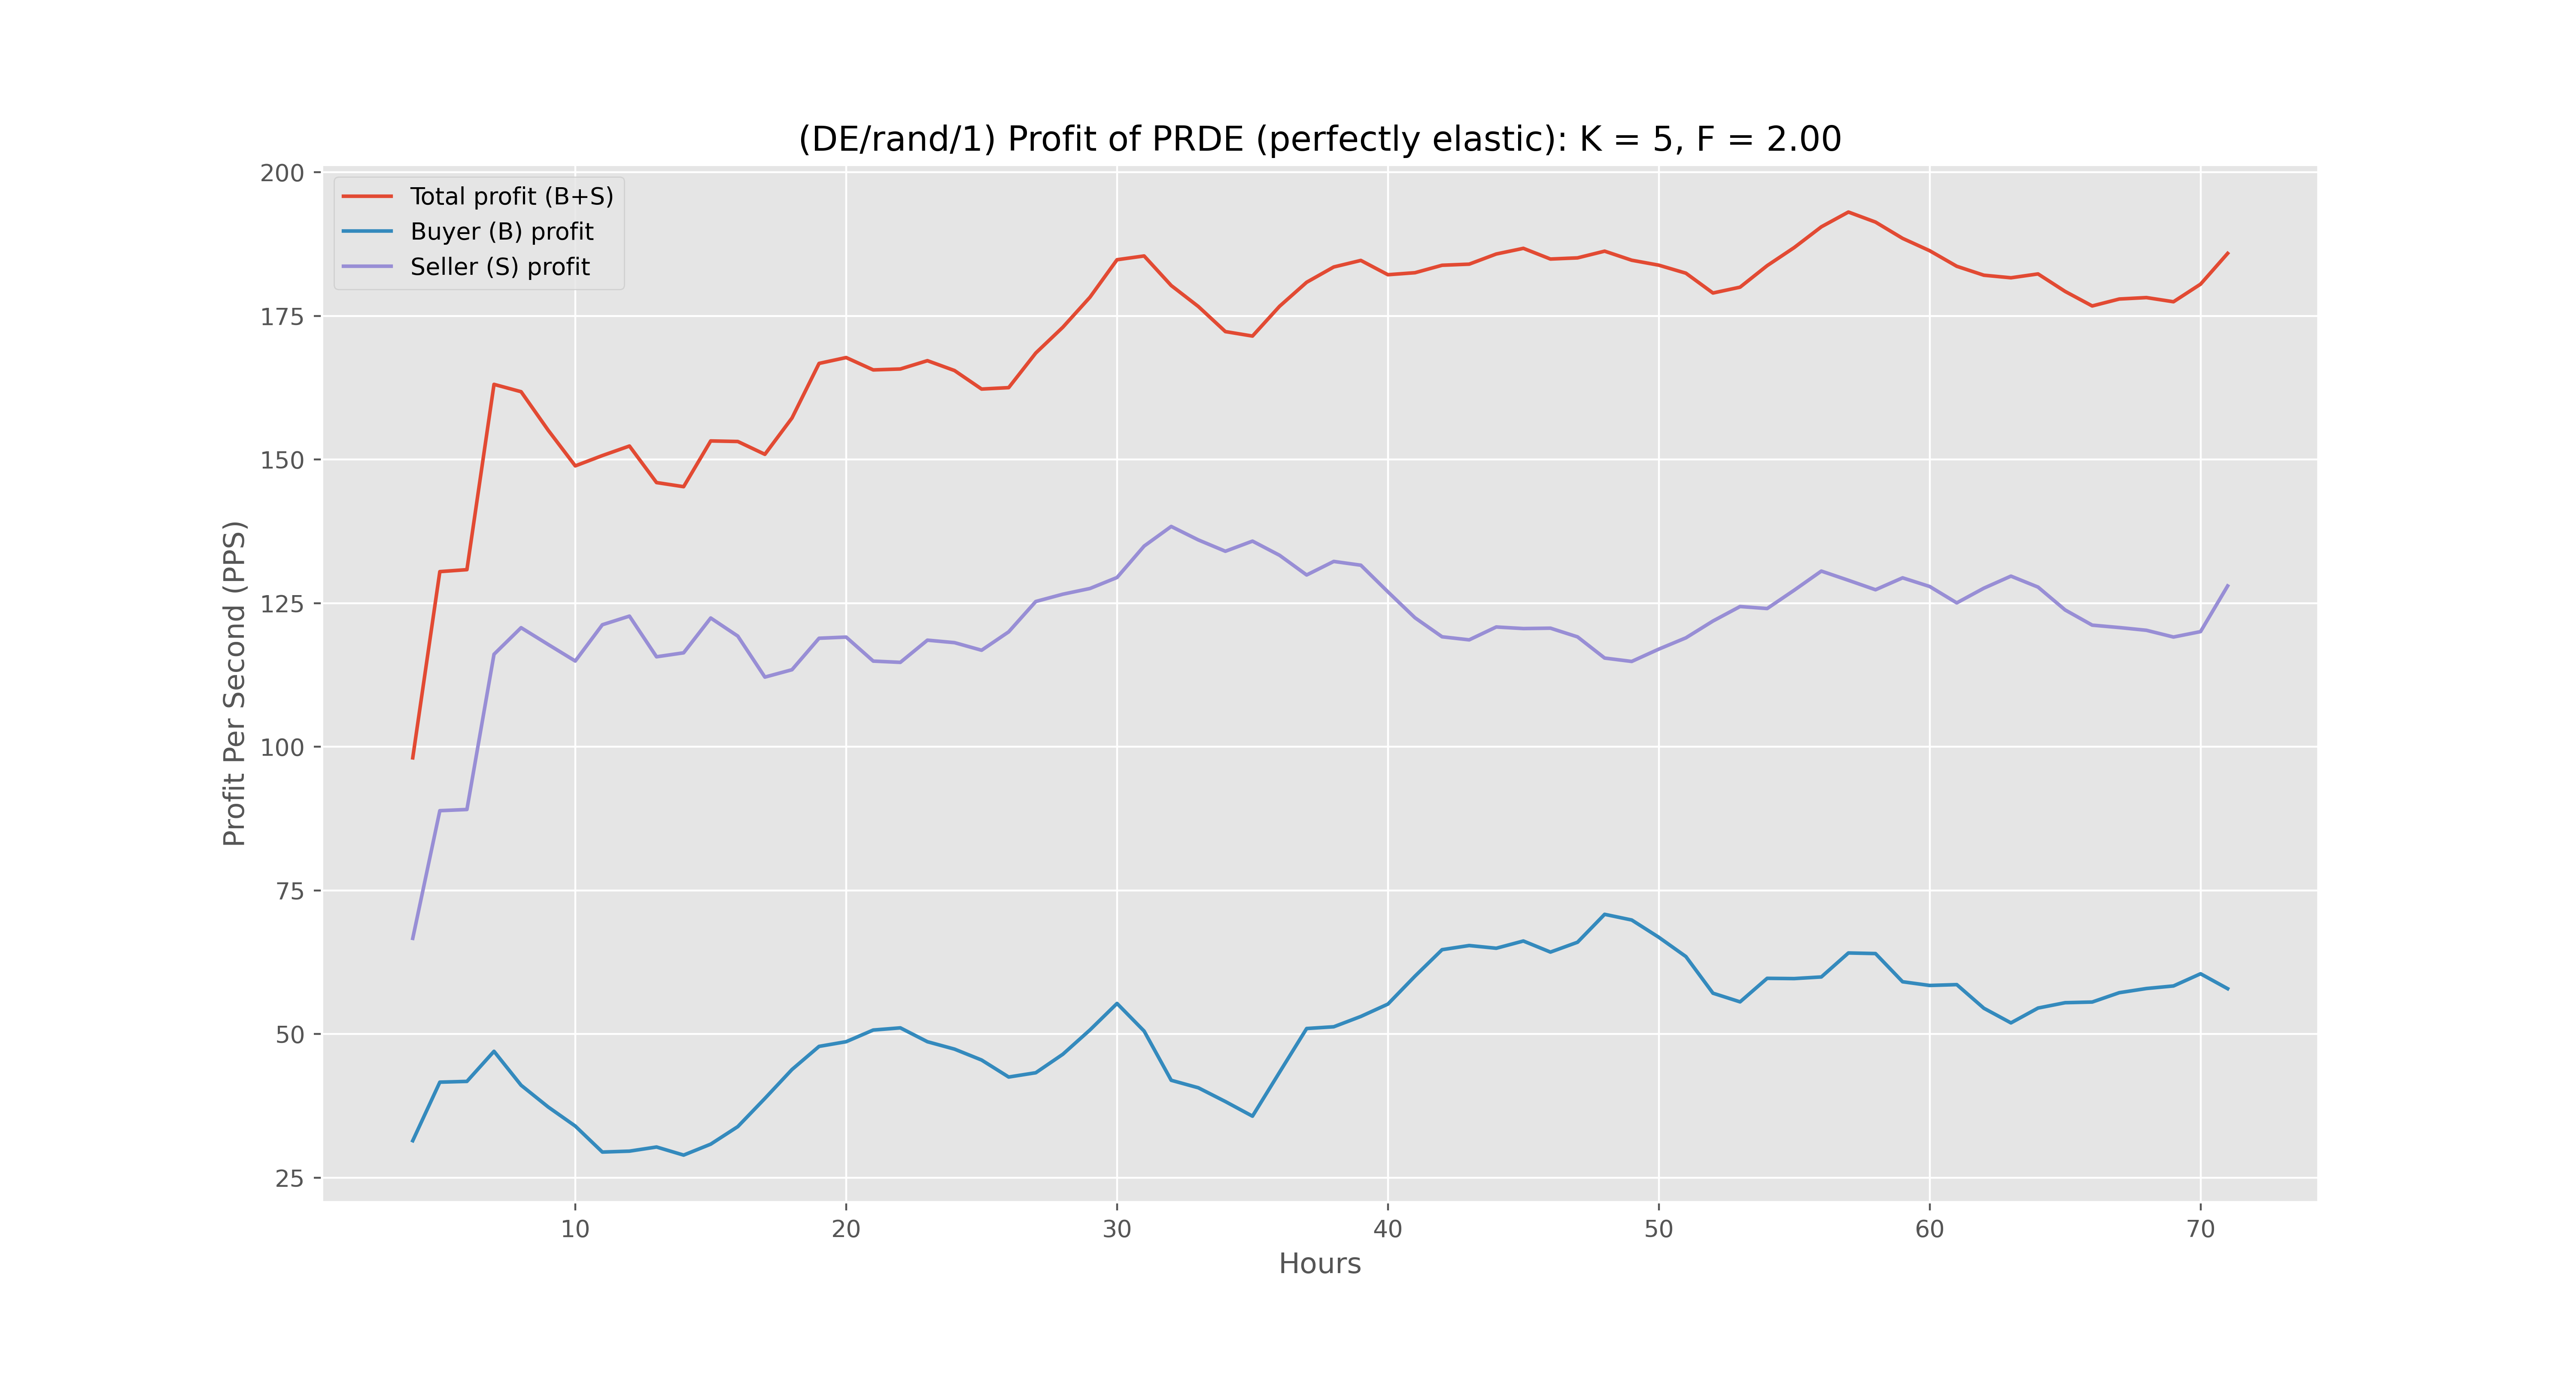 (DE/rand/1) Profit of PRDE (perfectly elastic): K = 5, F = 2.00
Total profit (B+S)
Buyer (B) profit
Seller (S) profit
Profit Per Second (PPS)
200
175
150
125
100
75
50
25
10 20 30 40 50 60 70
Hours